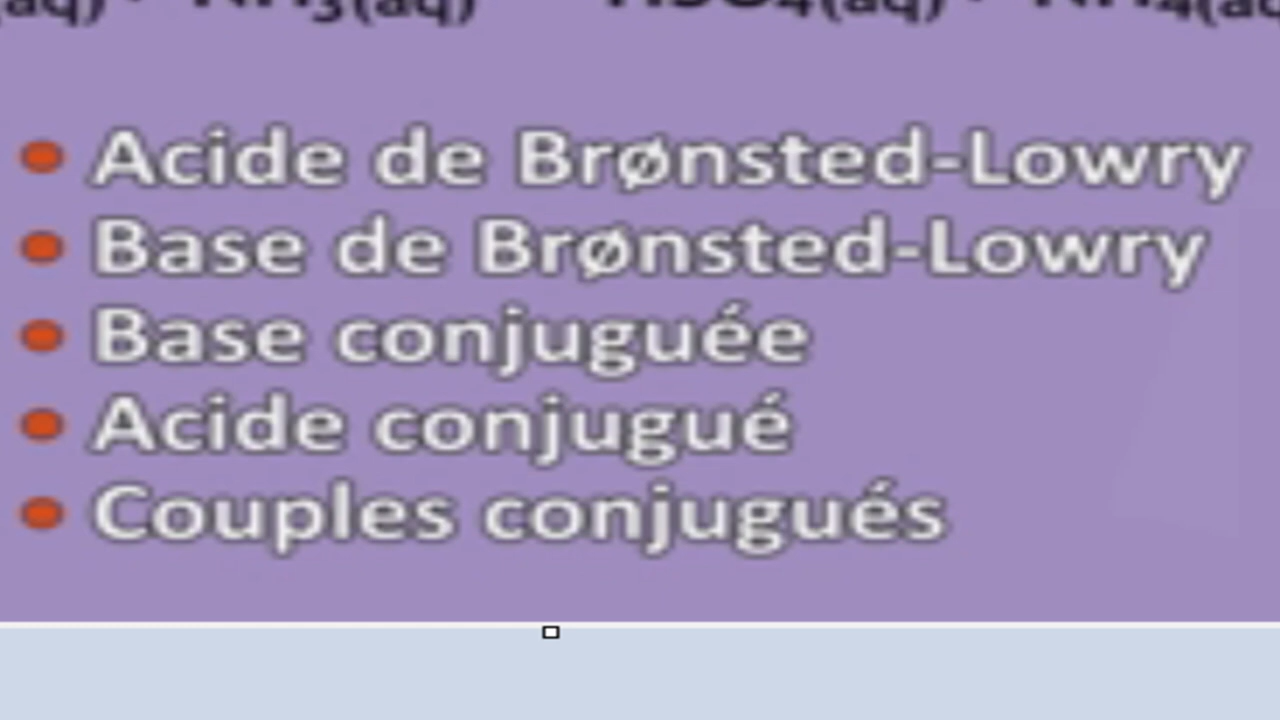 Acide de Brønsted-Lowry
Base de Brønsted-Lowry
Base conjuguée
Acide conjugué
Couples conjugués